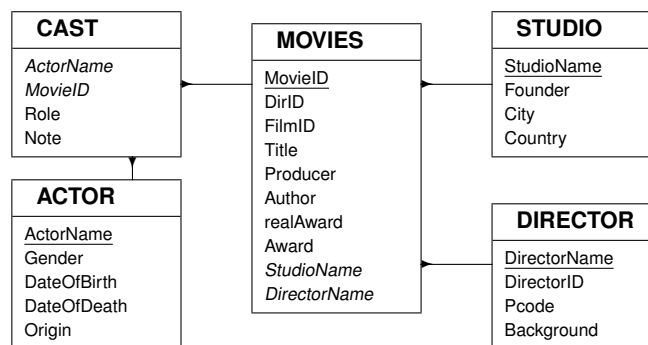 CAST
ActorName
MovieID
Role
Note
ACTOR
ActorName
Gender
DateOfBirth
DateOfDeath
Origin
MOVIES
MovieID
DirID
FilmID
Title
Producer
Author
realAward
Award
StudioName
DirectorName
STUDIO
StudioName
Founder
City
Country
DIRECTOR
DirectorName
DirectorID
Pcode
Background